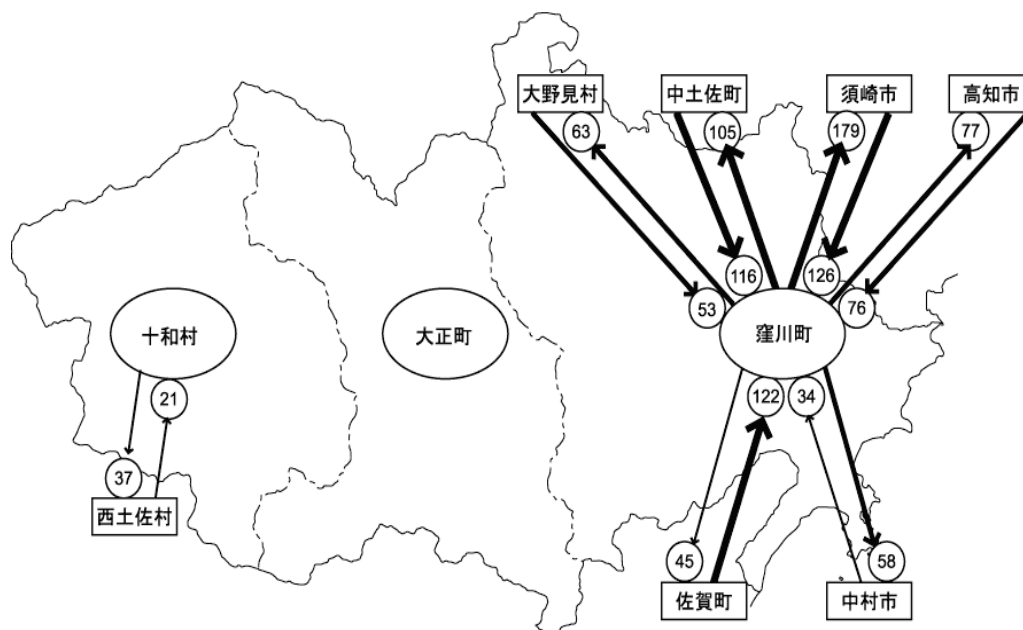 大野見村
中土佐町
須崎市
高知市
63
105
179
77
116
126
53
76
十和村
大正町
窪川町
21
122
34
37
西土佐村
45
58
佐賀町
中村市